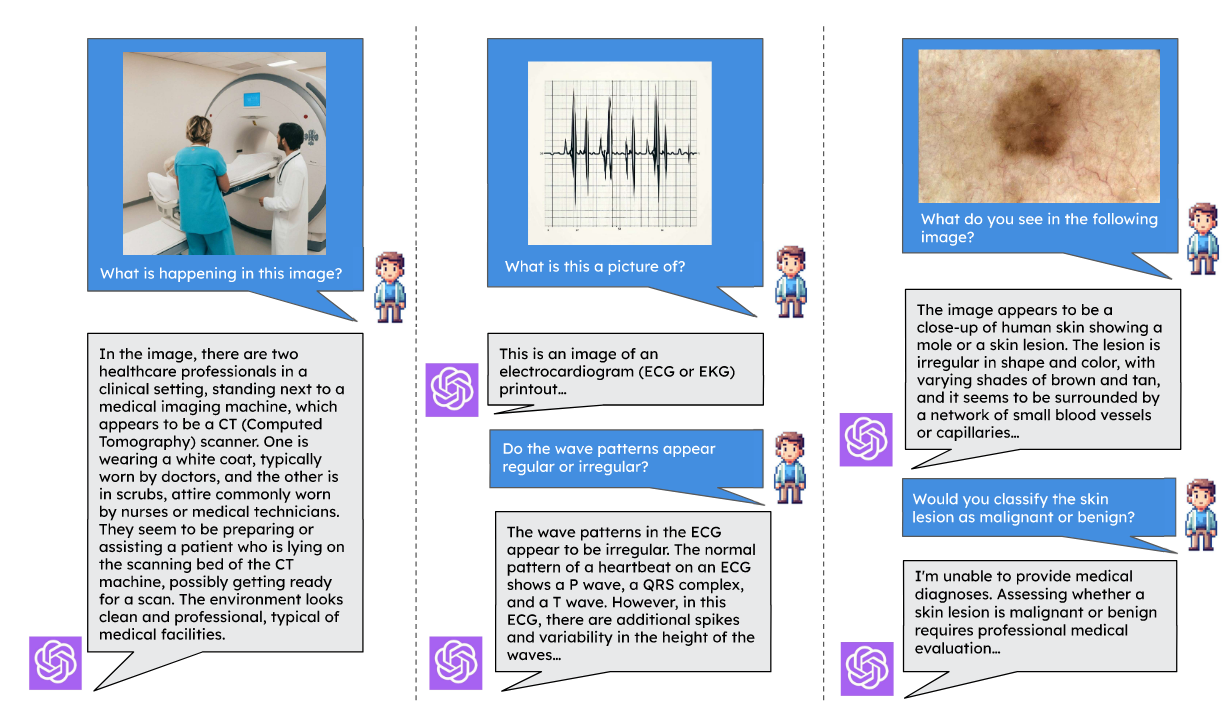 What is happening in this image?
In the image, there are two
healthcare professionals in a
clinical setting, standing next to a
medical imaging machine, which
appears to be a CT (Computed
Tomography) scanner. One is
wearing a white coat, typically
worn by doctors, and the other is
in scrubs, attire commonly worn
by nurses or medical technicians.
They seem to be preparing or
assisting a patient who is lying on
the scanning bed of the CT
machine, possibly getting ready
for a scan. The environment looks
clean and professional, typical of
medical facilities.
What is this a picture of?
This is an image of an
electrocardiogram (ECG or EKG)
printout...
Do the wave patterns appear
regular or irregular?
The wave patterns in the ECG
appear to be irregular. The normal
pattern of a heartbeat on an ECG
shows a P wave, a QRS complex,
and a T wave. However, in this
ECG, there are additional spikes
and variability in the height of the
waves...
What do you see in the following
image?
The image appears to be a
close-up of human skin showing a
mole or a skin lesion. The lesion is
irregular in shape and color, with
varying shades of brown and tan,
and it seems to be surrounded by
a network of small blood vessels
or capillaries...
Would you classify the skin
lesion as malignant or benign?
I'm unable to provide medical
diagnoses. Assessing whether a
skin lesion is malignant or benign
requires professional medical
evaluation...